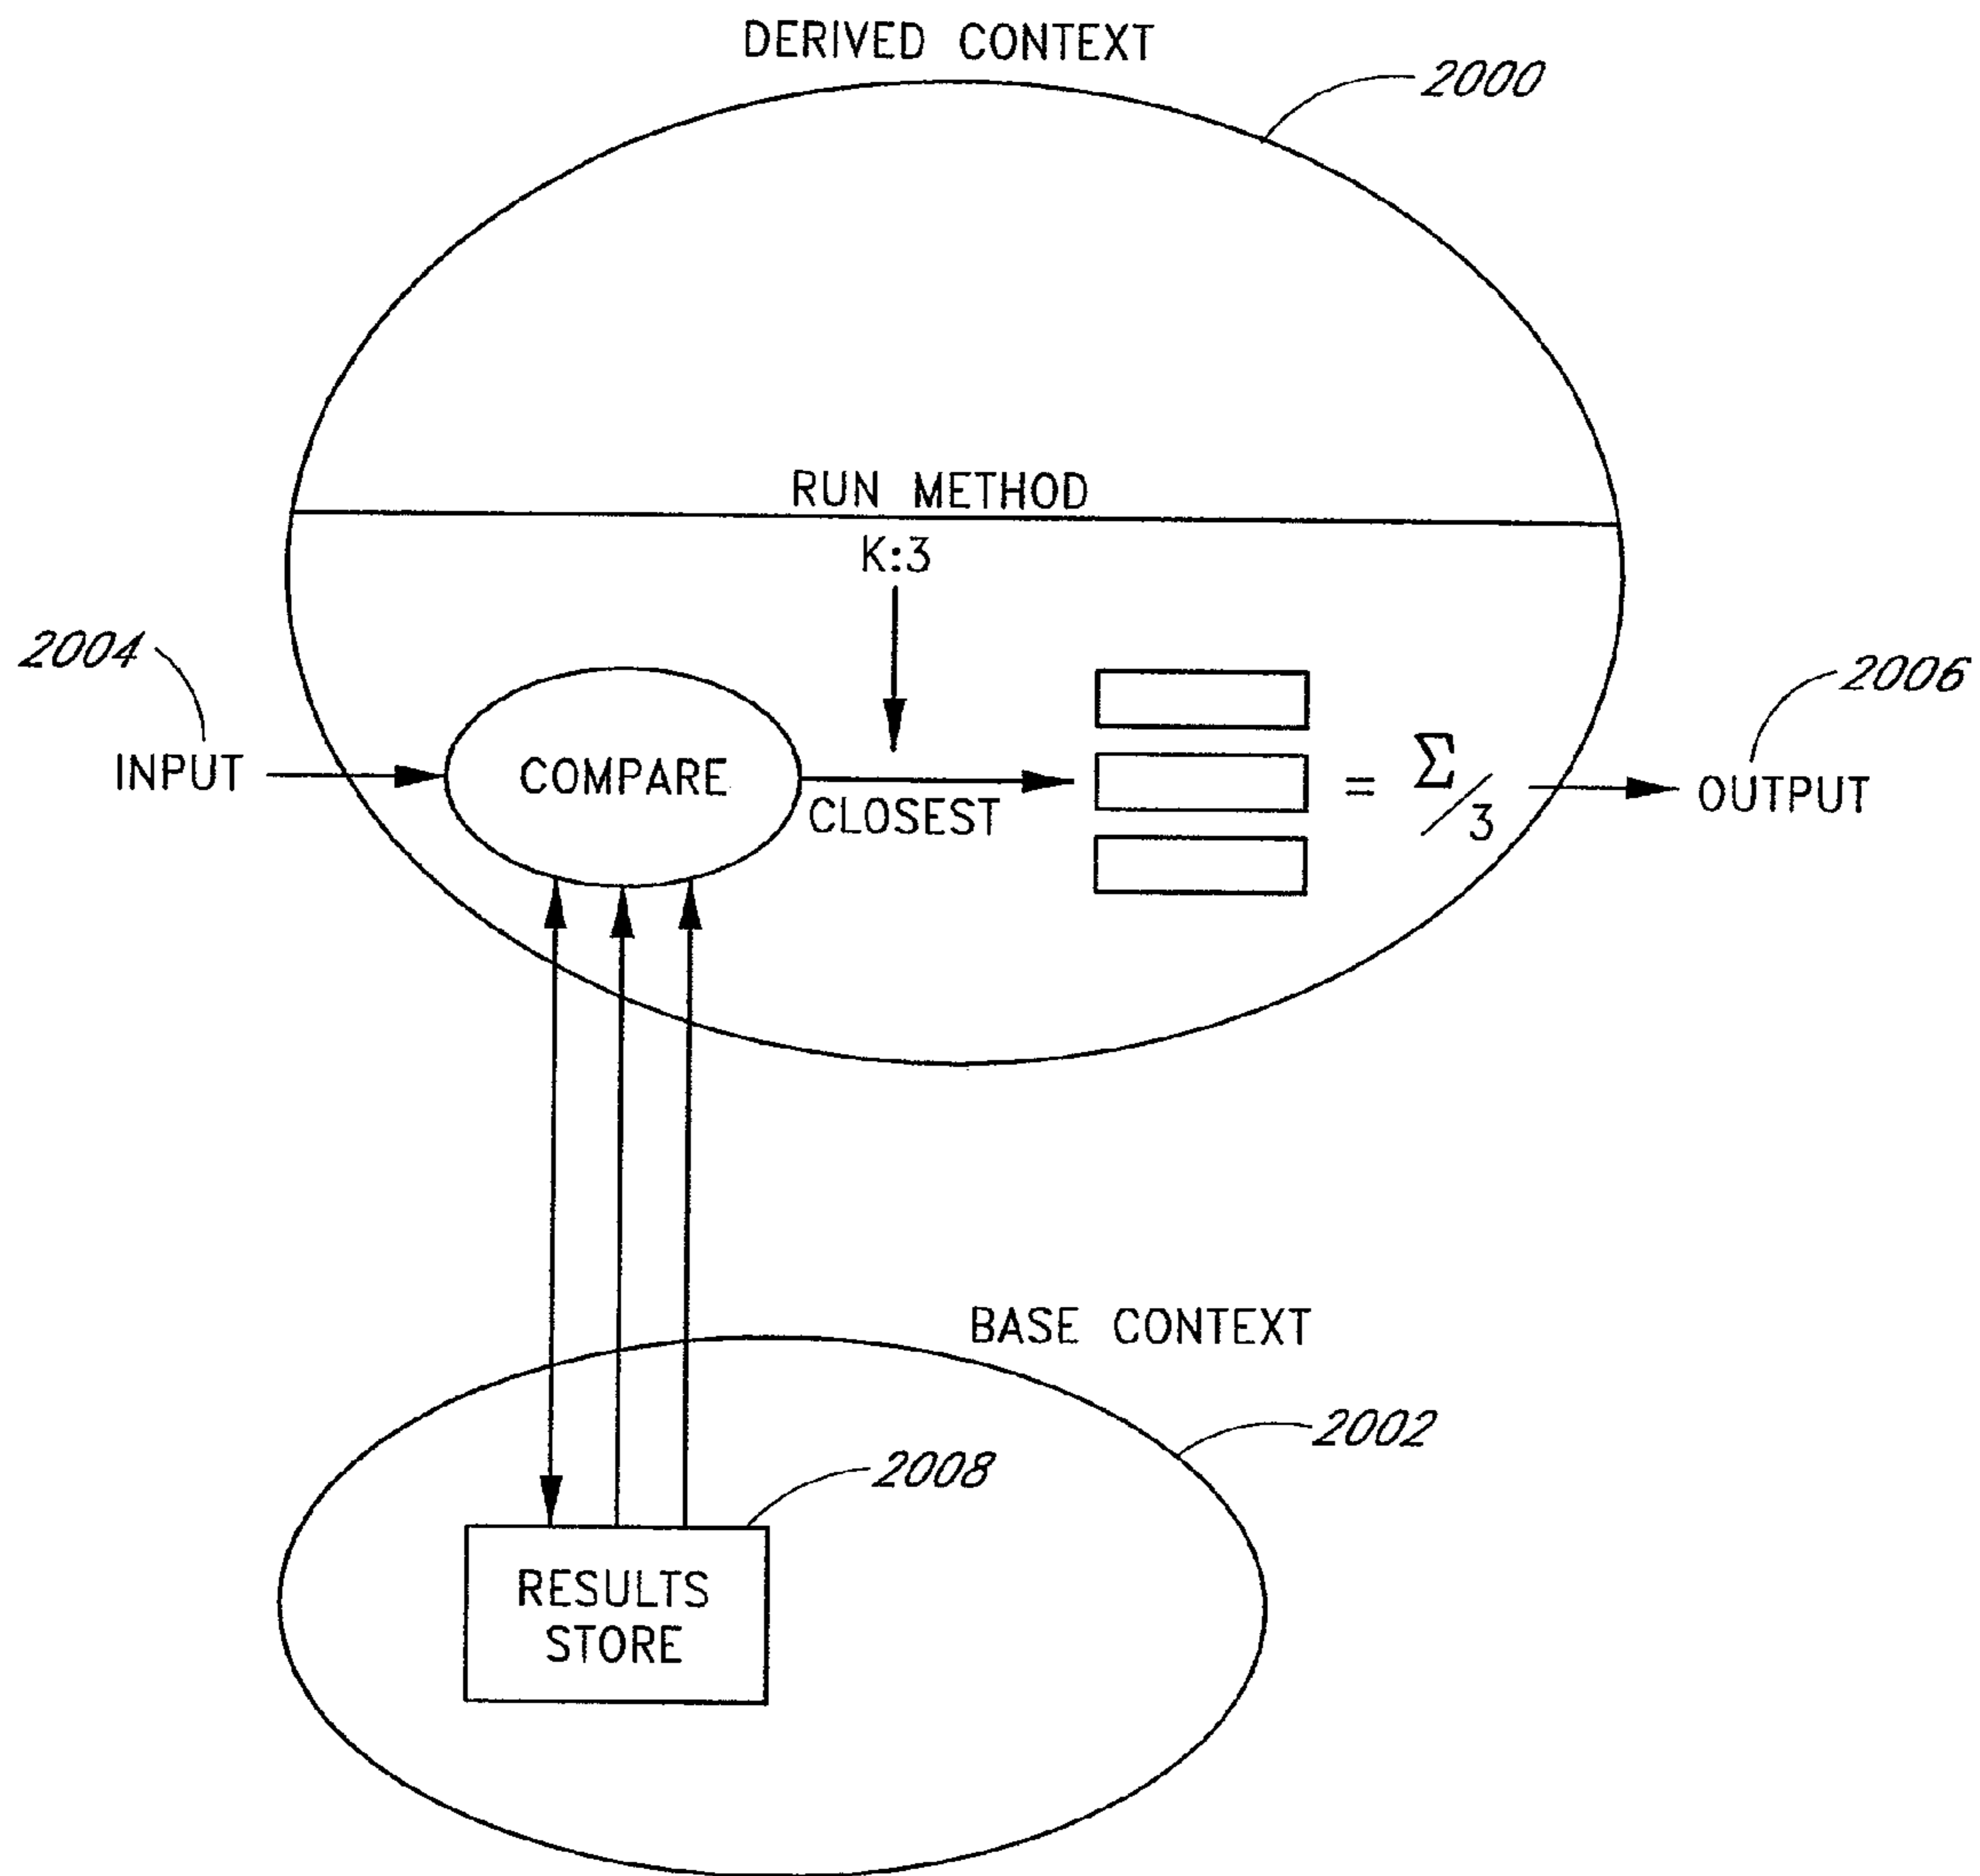 DERIVED CONTEXT
2000
RUN METHOD
K:3
2004
INPUT
COMPARE
CLOSEST
= Σ/3
2006
OUTPUT
BASE CONTEXT
2002
2008
RESULTS
STORE